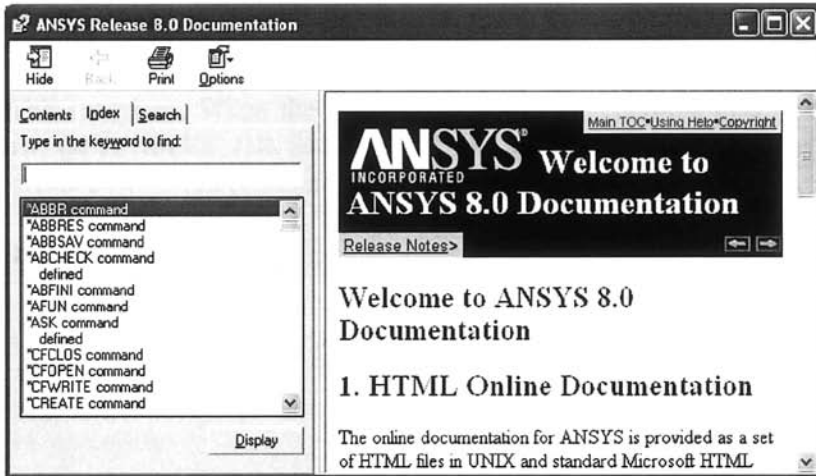 ANSYS Release 8.0 Documentation
Hide Back Print Options
Contents Index Search
Type in the keyword to find:
*ABBR command
*ABBRES command
*ABBSAV command
*ABCHECK command
defined
*ABFINI command
*AFUN command
*ASK command
defined
*CFCLOS command
*CFOPEN command
*CFWRITE command
*CREATE command
Display
Main TOC•Using Help•Copyright
ANSYS®
INCORPORATED
Welcome to
ANSYS 8.0 Documentation
Release Notes>
Welcome to ANSYS 8.0
Documentation
1. HTML Online Documentation
The online documentation for ANSYS is provided as a set
of HTML files in UNIX and standard Microsoft HTML